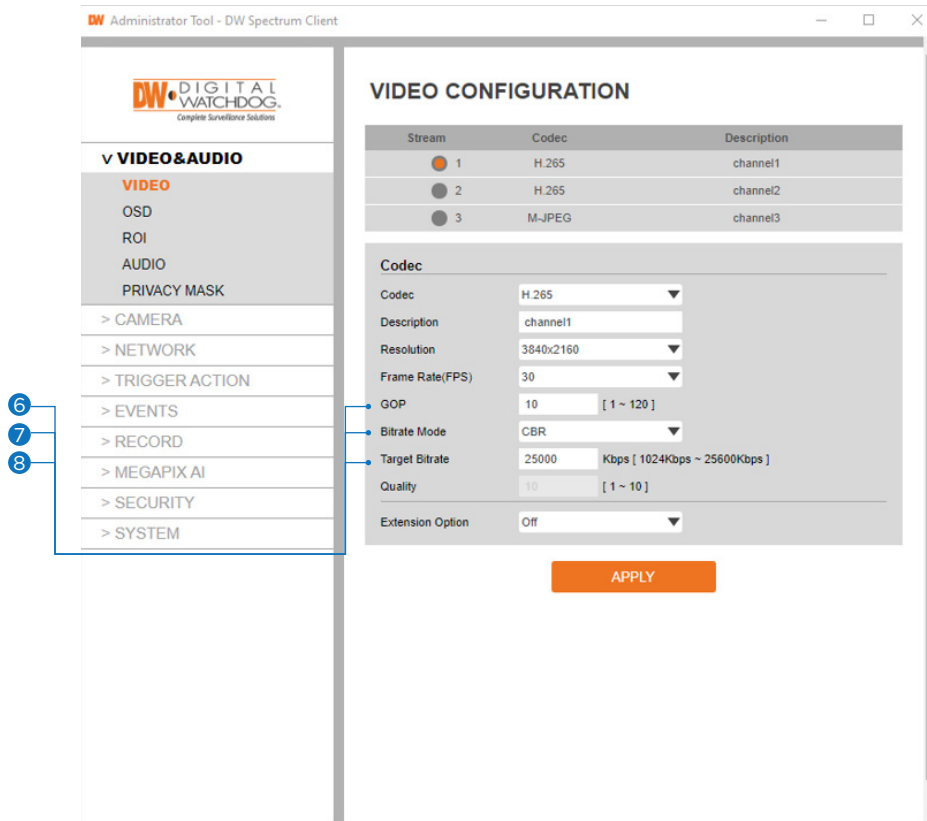 DW Administrator Tool - DW Spectrum Client
DW DIGITAL
WATCHDOG®
Complete Surveillance Solutions
v VIDEO&AUDIO
VIDEO
OSD
ROI
AUDIO
PRIVACY MASK
> CAMERA
> NETWORK
> TRIGGER ACTION
> EVENTS
> RECORD
> MEGAPIX AI
> SECURITY
> SYSTEM
6
7
8
VIDEO CONFIGURATION
Stream Codec Description
1 H.265 channel1
2 H.265 channel2
3 M-JPEG channel3
Codec
Codec H.265
Description channel1
Resolution 3840x2160
Frame Rate(FPS) 30
GOP 10 [ 1 ~ 120 ]
Bitrate Mode CBR
Target Bitrate 25000 Kbps [ 1024Kbps ~ 25600Kbps ]
Quality 10 [ 1 ~ 10 ]
Extension Option Off
APPLY